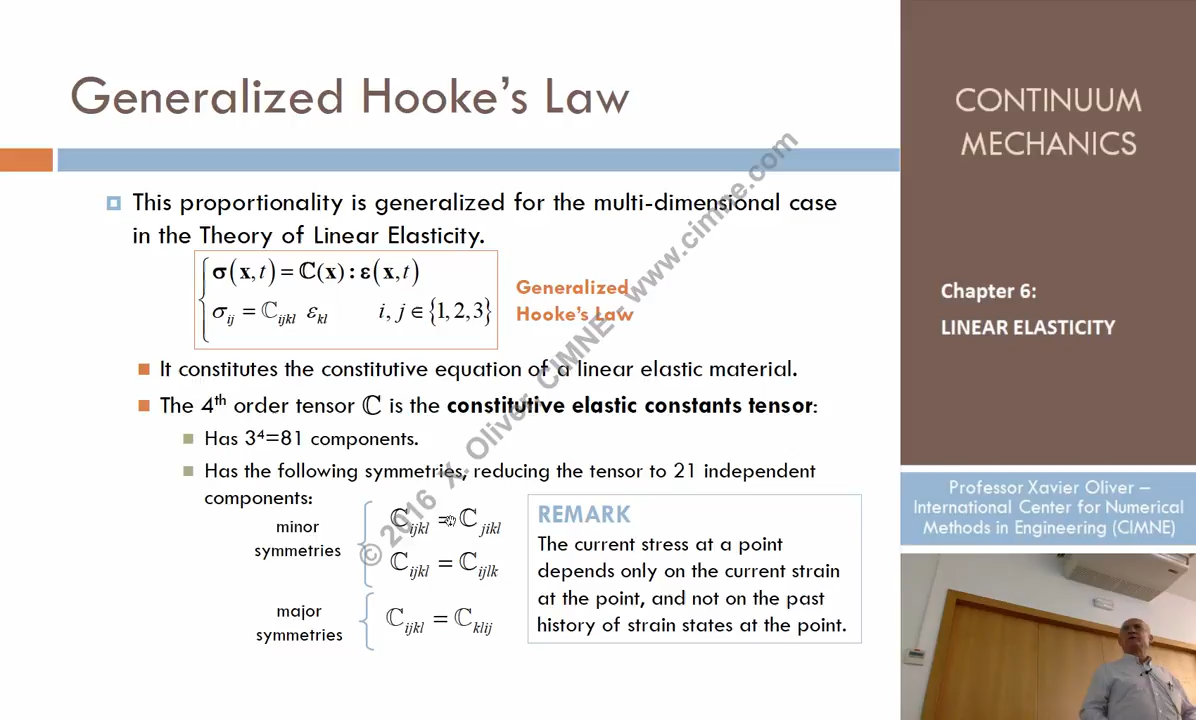 Generalized Hooke's Law
This proportionality is generalized for the multi-dimensional case
in the Theory of Linear Elasticity.
σ(x,t) = ℂ(x) : ε(x,t)
σ_ij = ℂ_ijkl ε_kl i, j ∈ {1, 2, 3}
Generalized
Hooke's Law
It constitutes the constitutive equation of a linear elastic material.
The 4th order tensor ℂ is the constitutive elastic constants tensor:
Has 3⁴=81 components.
Has the following symmetries, reducing the tensor to 21 independent
components:
minor
symmetries
ℂ_ijkl = ℂ_jikl
ℂ_ijkl = ℂ_ijlk
major
symmetries
ℂ_ijkl = ℂ_klij
REMARK
The current stress at a point
depends only on the current strain
at the point, and not on the past
history of strain states at the point.
© 2016 X. Oliver CIMNE - www.cimne.com
CONTINUUM
MECHANICS
Chapter 6:
LINEAR ELASTICITY
Professor Xavier Oliver –
International Center for Numerical
Methods in Engineering (CIMNE)